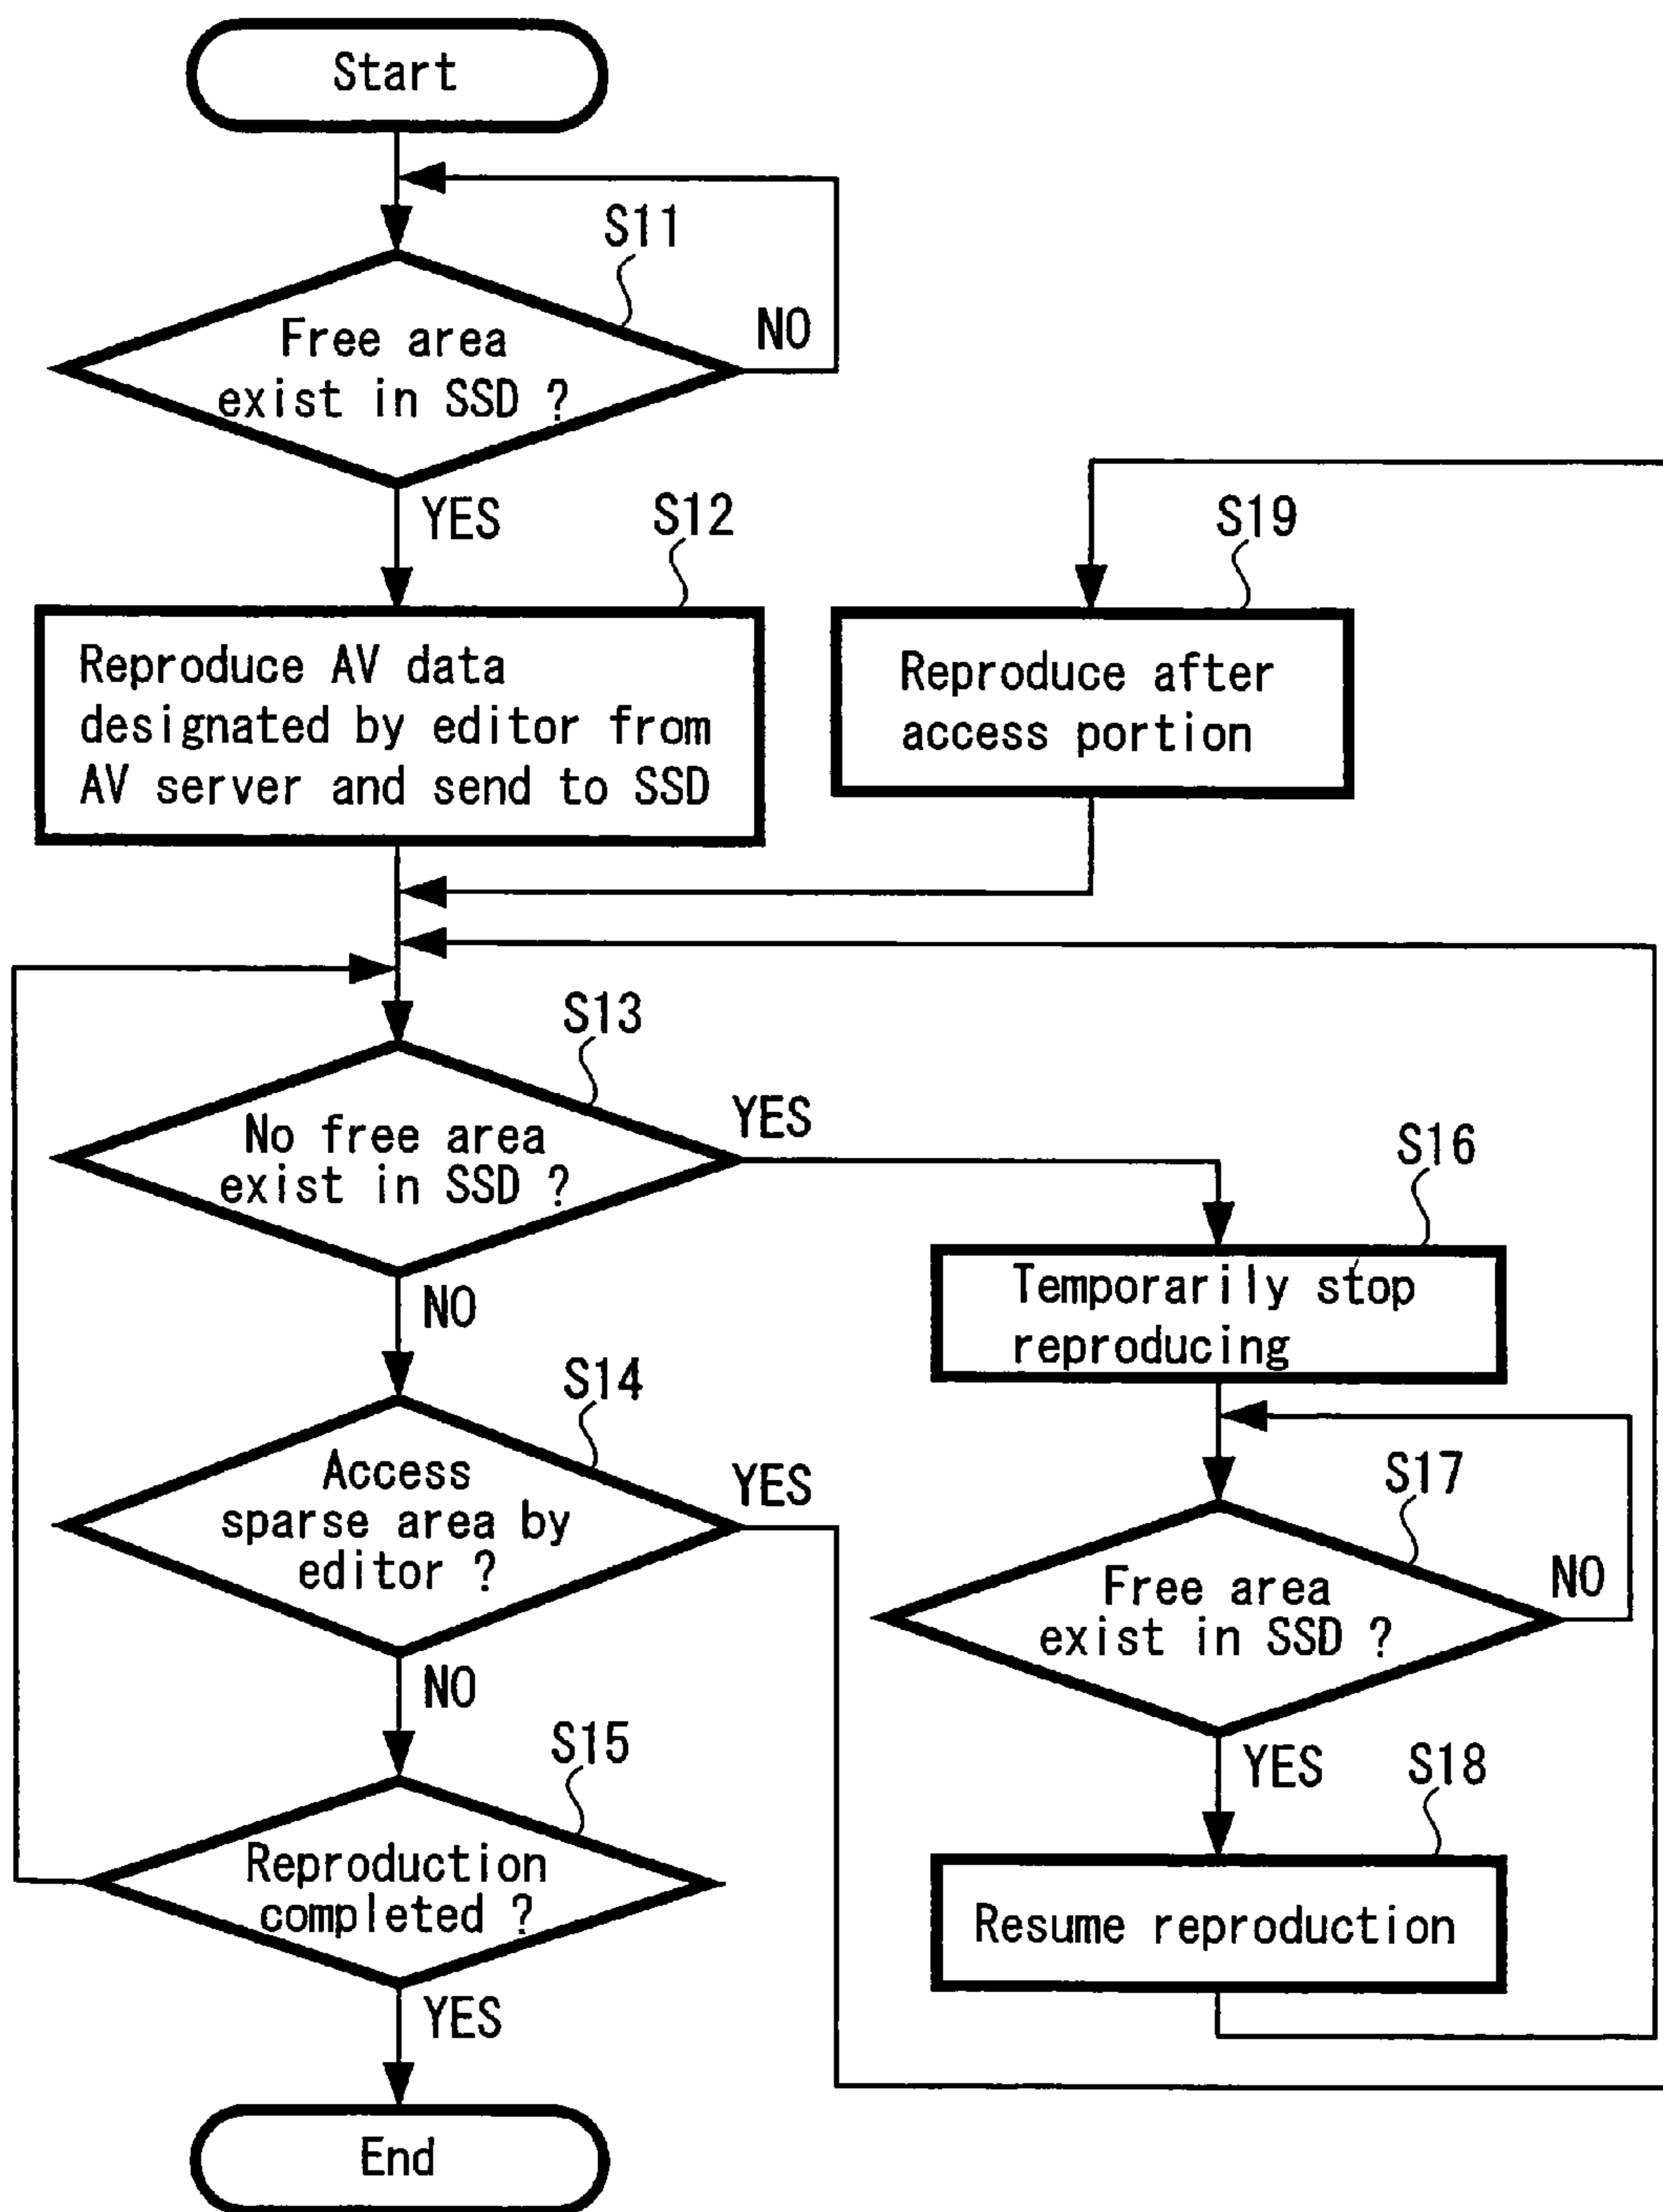 Start
S11
Free area
exist in SSD ?
NO
YES
S12
Reproduce AV data
designated by editor from
AV server and send to SSD
S19
Reproduce after
access portion
S13
No free area
exist in SSD ?
YES
NO
S16
Temporarily stop
reproducing
S14
Access
sparse area by
editor ?
YES
NO
S17
Free area
exist in SSD ?
NO
YES
S15
Reproduction
completed ?
YES
S18
Resume reproduction
End